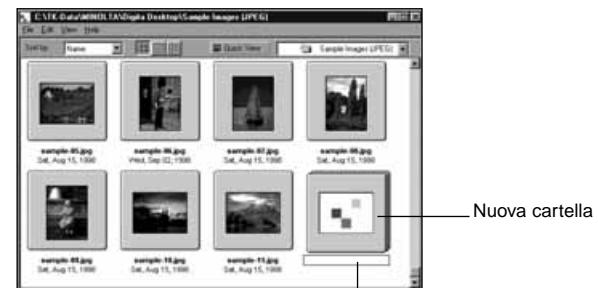 C:\TK-Data\MINOLTA\Digita Desktop\Sample Images (JPEG)
File Edit View Help
Sort by: Name Quick View Sample Images (JPEG)
sample-05.jpg sample-06.jpg sample-07.jpg sample-08.jpg
Sat, Aug 15, 1998 Wed, Sep 02, 1998 Sat, Aug 15, 1998 Sat, Aug 15, 1998
Nuova cartella
sample-09.jpg sample-10.jpg sample-11.jpg
Sat, Aug 15, 1998 Sat, Aug 15, 1998 Sat, Aug 15, 1998